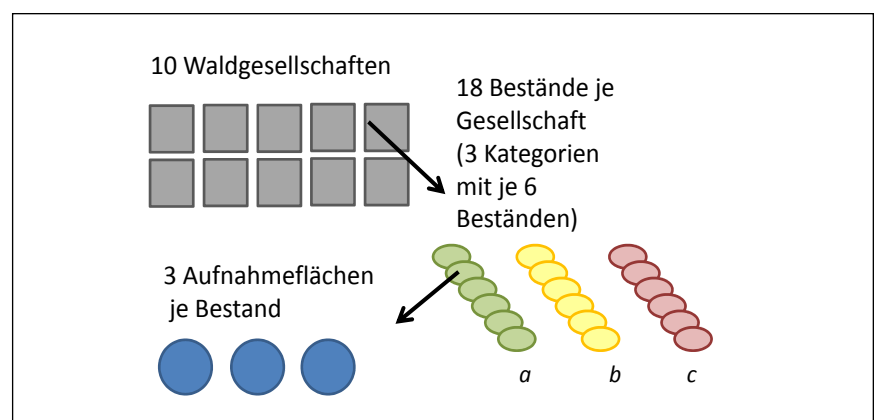 10 Waldgesellschaften
18 Bestände je
Gesellschaft
(3 Kategorien
mit je 6
Beständen)
3 Aufnahmeflächen
je Bestand
a b c